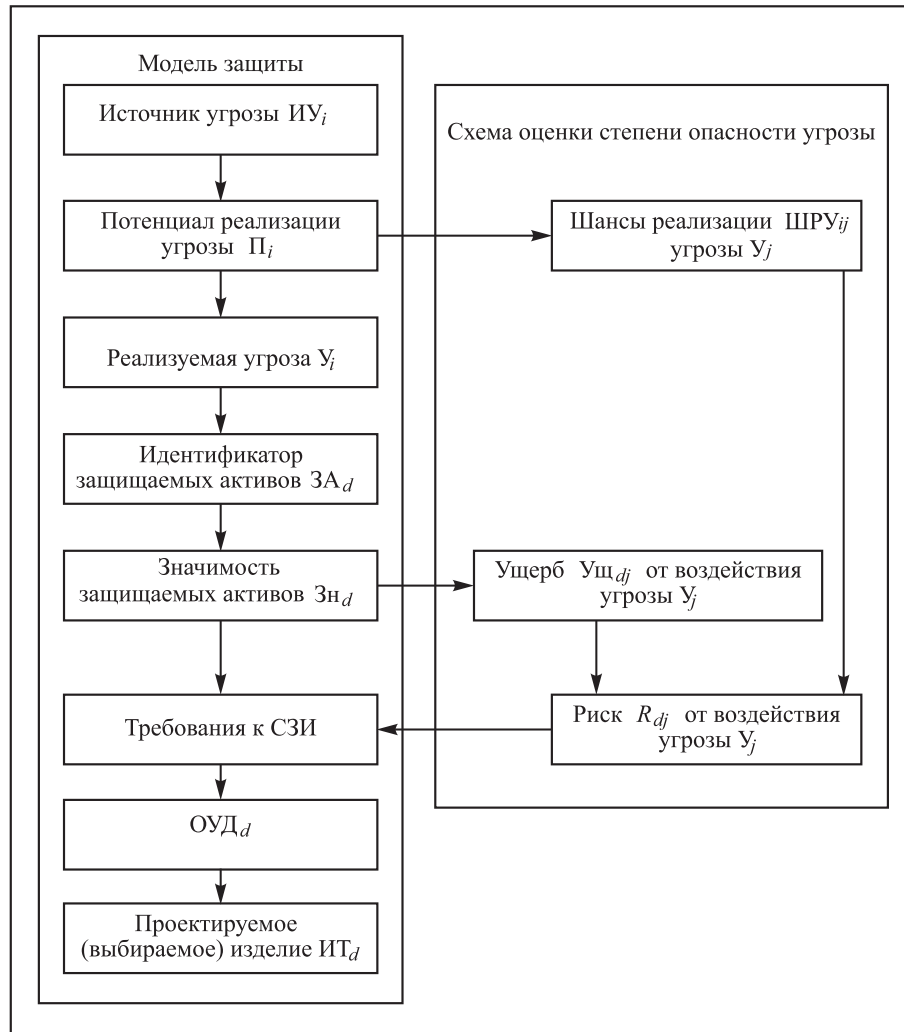 Модель защиты
Источник угрозы ИУi
Потенциал реализации
угрозы Пi
Реализуемая угроза Уi
Идентификатор
защищаемых активов ЗАd
Значимость
защищаемых активов Знd
Требования к СЗИ
ОУДd
Проектируемое
(выбираемое) изделие ИТd
Схема оценки степени опасности угрозы
Шансы реализации ШРУij
угрозы Уj
Ущерб Ущdj от воздействия
угрозы Уj
Риск Rdj от воздействия
угрозы Уj